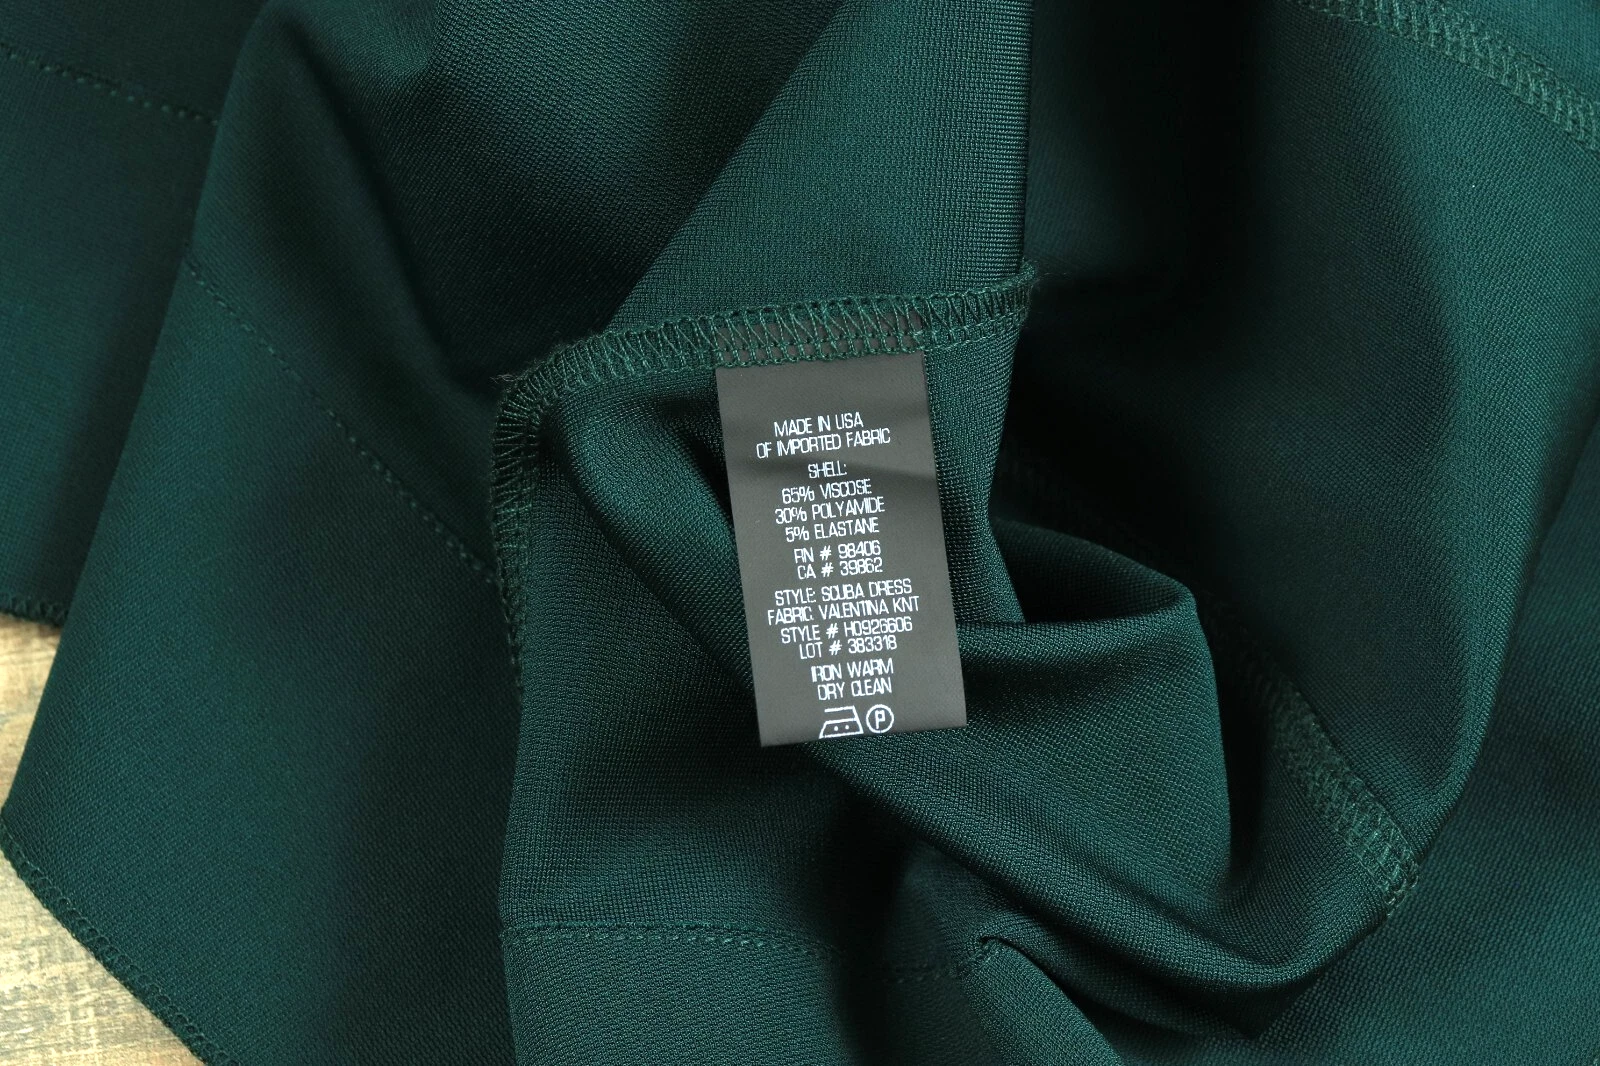 MADE IN USA
OF IMPORTED FABRIC
SHELL:
65% VISCOSE
30% POLYAMIDE
5% ELASTANE
RN # 98406
CA # 39862
STYLE: SCUBA DRESS
FABRIC: VALENTINA KNT
STYLE # H0926606
LOT # 383318
IRON WARM
DRY CLEAN
P